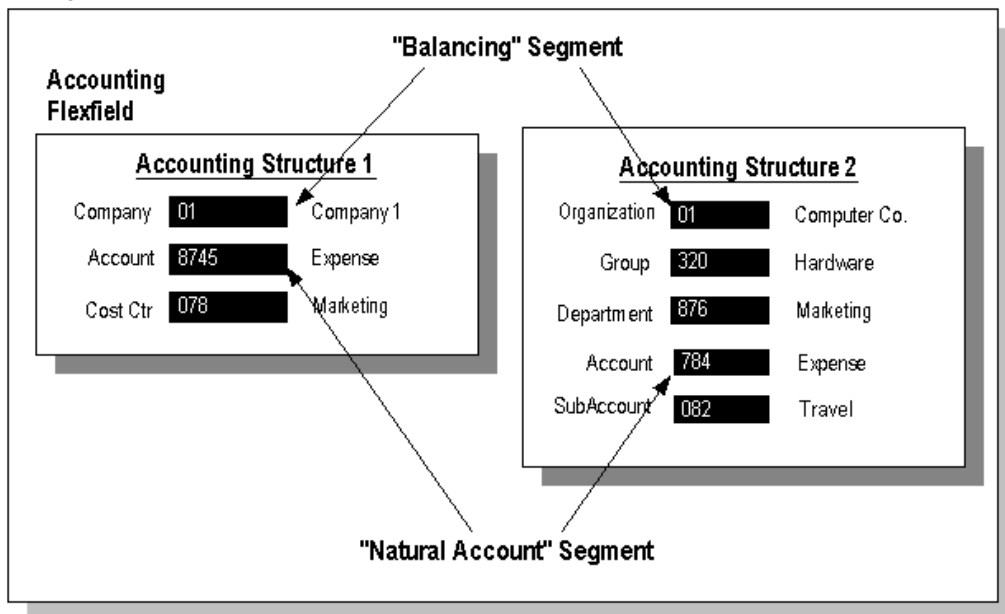 "Balancing" Segment
Accounting
Flexfield
Accounting Structure 1
Company 01 Company 1
Account 8745 Expense
Cost Ctr 078 Marketing
Accounting Structure 2
Organization 01 Computer Co.
Group 320 Hardware
Department 876 Marketing
Account 784 Expense
SubAccount 082 Travel
"Natural Account" Segment